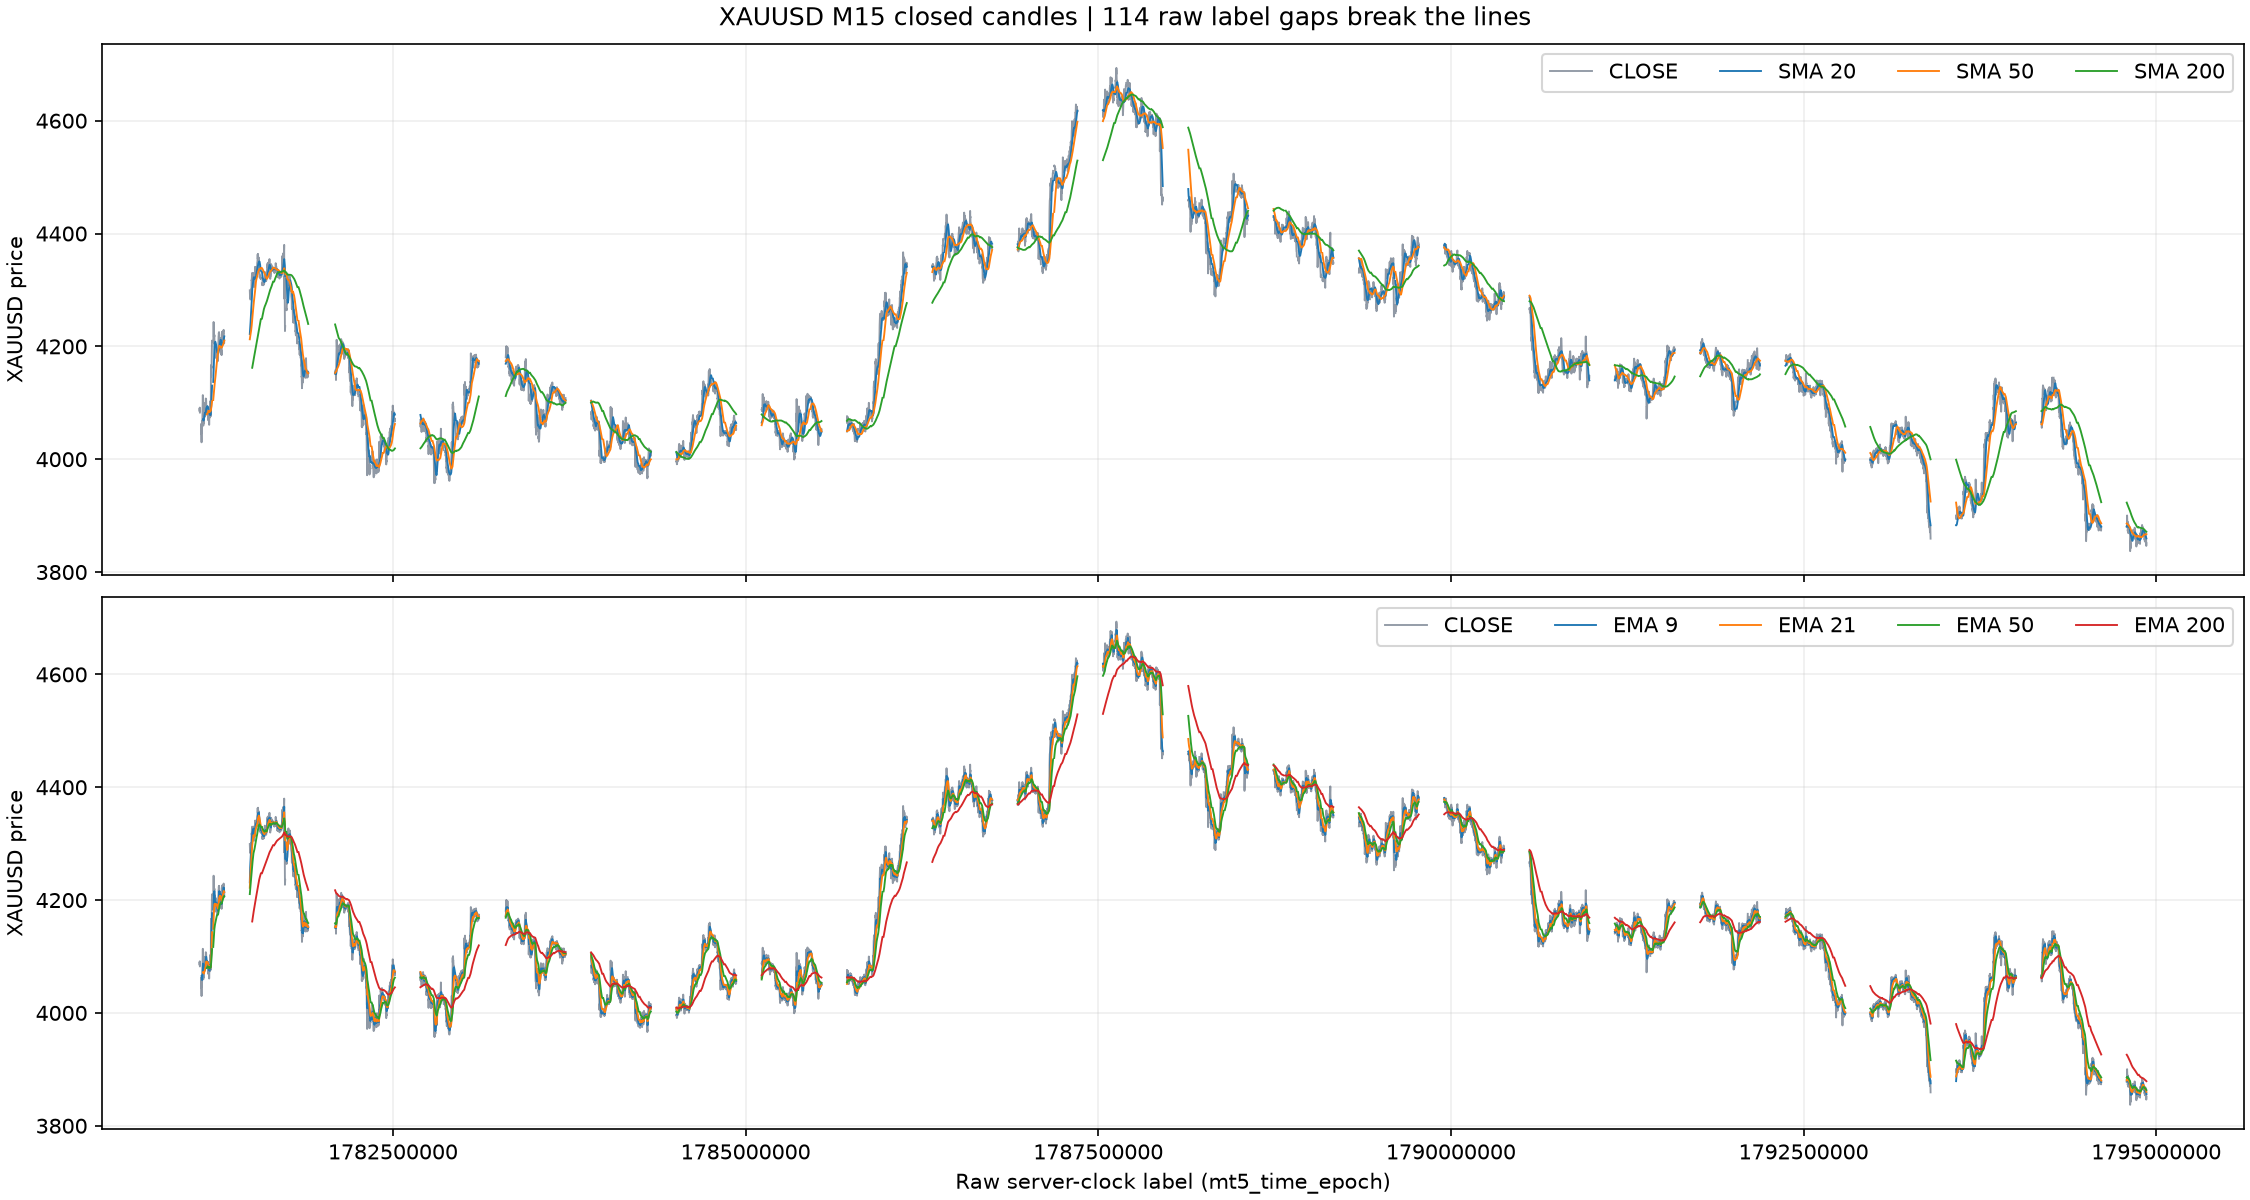 XAUUSD M15 closed candles | 114 raw label gaps break the lines
CLOSE SMA 20 SMA 50 SMA 200
4600
4400
4200
4000
3800
XAUUSD price
CLOSE EMA 9 EMA 21 EMA 50 EMA 200
4600
4400
4200
4000
3800
XAUUSD price
1782500000 1785000000 1787500000 1790000000 1792500000 1795000000
Raw server-clock label (mt5_time_epoch)